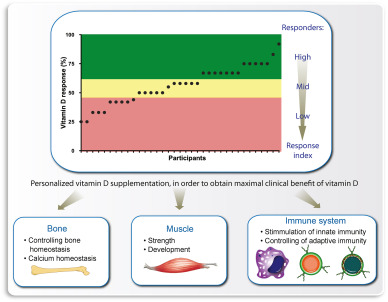 Responders:
100
75
50
25
0
Vitamin D response (%)
Participants
High
Mid
Low
Response
index
Personalized vitamin D supplementation, in order to obtain maximal clinical benefit of vitamin D
Bone
• Controlling bone
homeostasis
• Calcium homeostasis
Muscle
• Strength
• Development
Immune system
• Stimulation of innate immunity
• Controlling of adaptive immunity